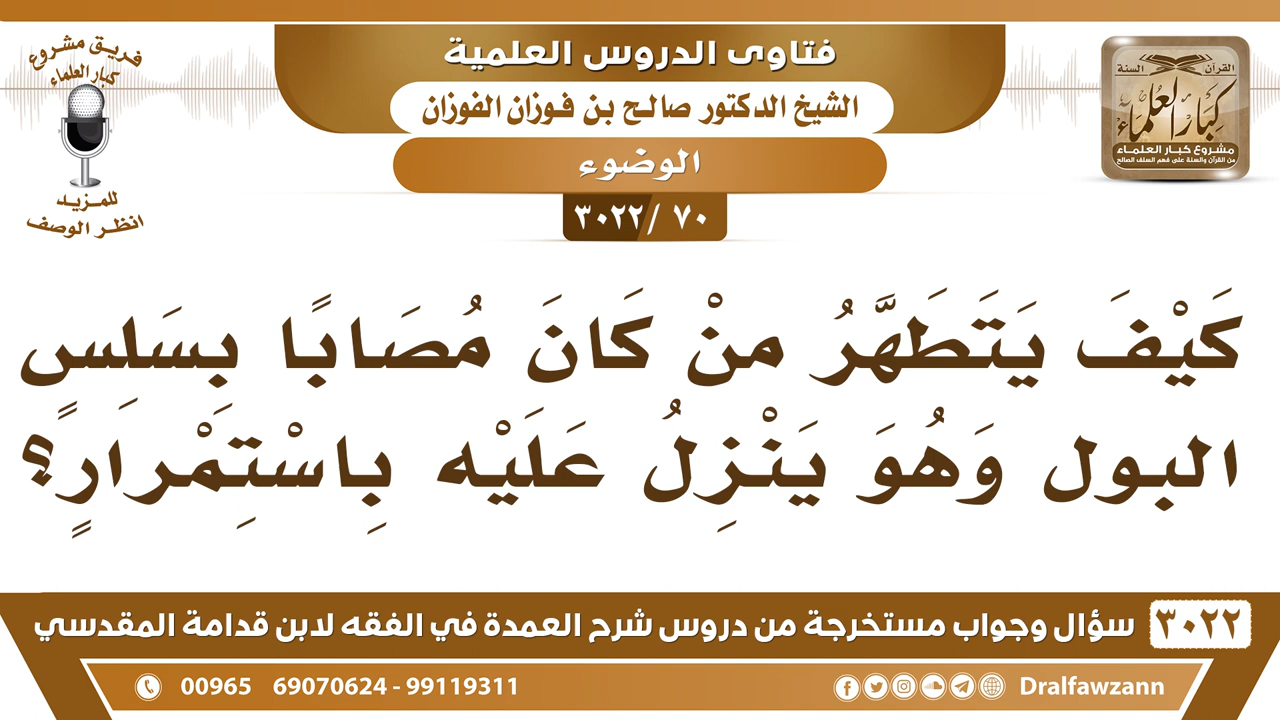 فتاوى الدروس العلمية
الشيخ الدكتور صالح بن فوزان الفوزان
الوضوء
٧٠ /٣٠٢٢
فريق مشروع
كبار العلماء
للمزيد
انظر الوصف
القرآن السنة
كبار العلماء
مشروع كبار العلماء
من القرآن والسنة على فهم السلف الصالح
كَيْفَ يَتَطَهَّرُ مِنْ كَانَ مُصَابًا بِسَلِسٍ
البول وَهُوَ يَنْزِلُ عَلَيْه بِاسْتِمْرَارٍ؟
٣٠٢٢ سؤال وجواب مستخرجة من دروس شرح العمدة في الفقه لابن قدامة المقدسي
00965 69070624 - 99119311
Dralfawzann